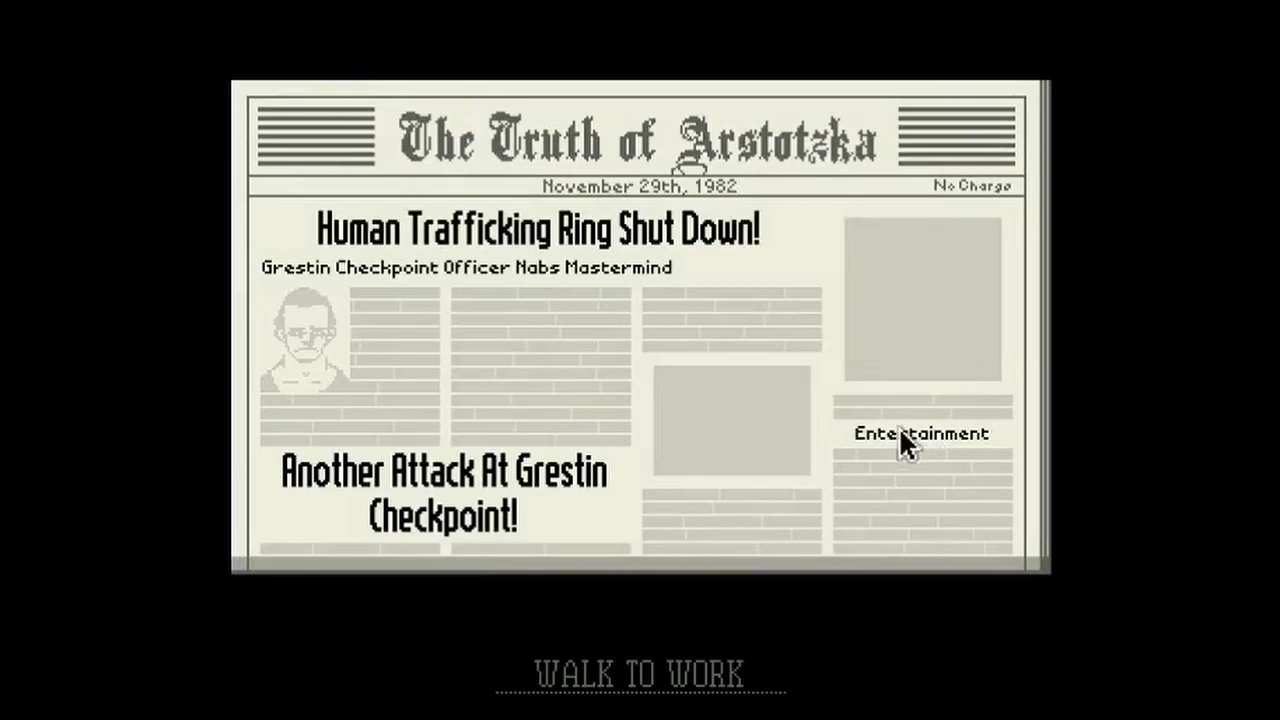 The Truth of Arstotzka
November 29th, 1982
No Charge
Human Trafficking Ring Shut Down!
Grestin Checkpoint Officer Nabs Mastermind
Entertainment
Another Attack At Grestin
Checkpoint!
WALK TO WORK